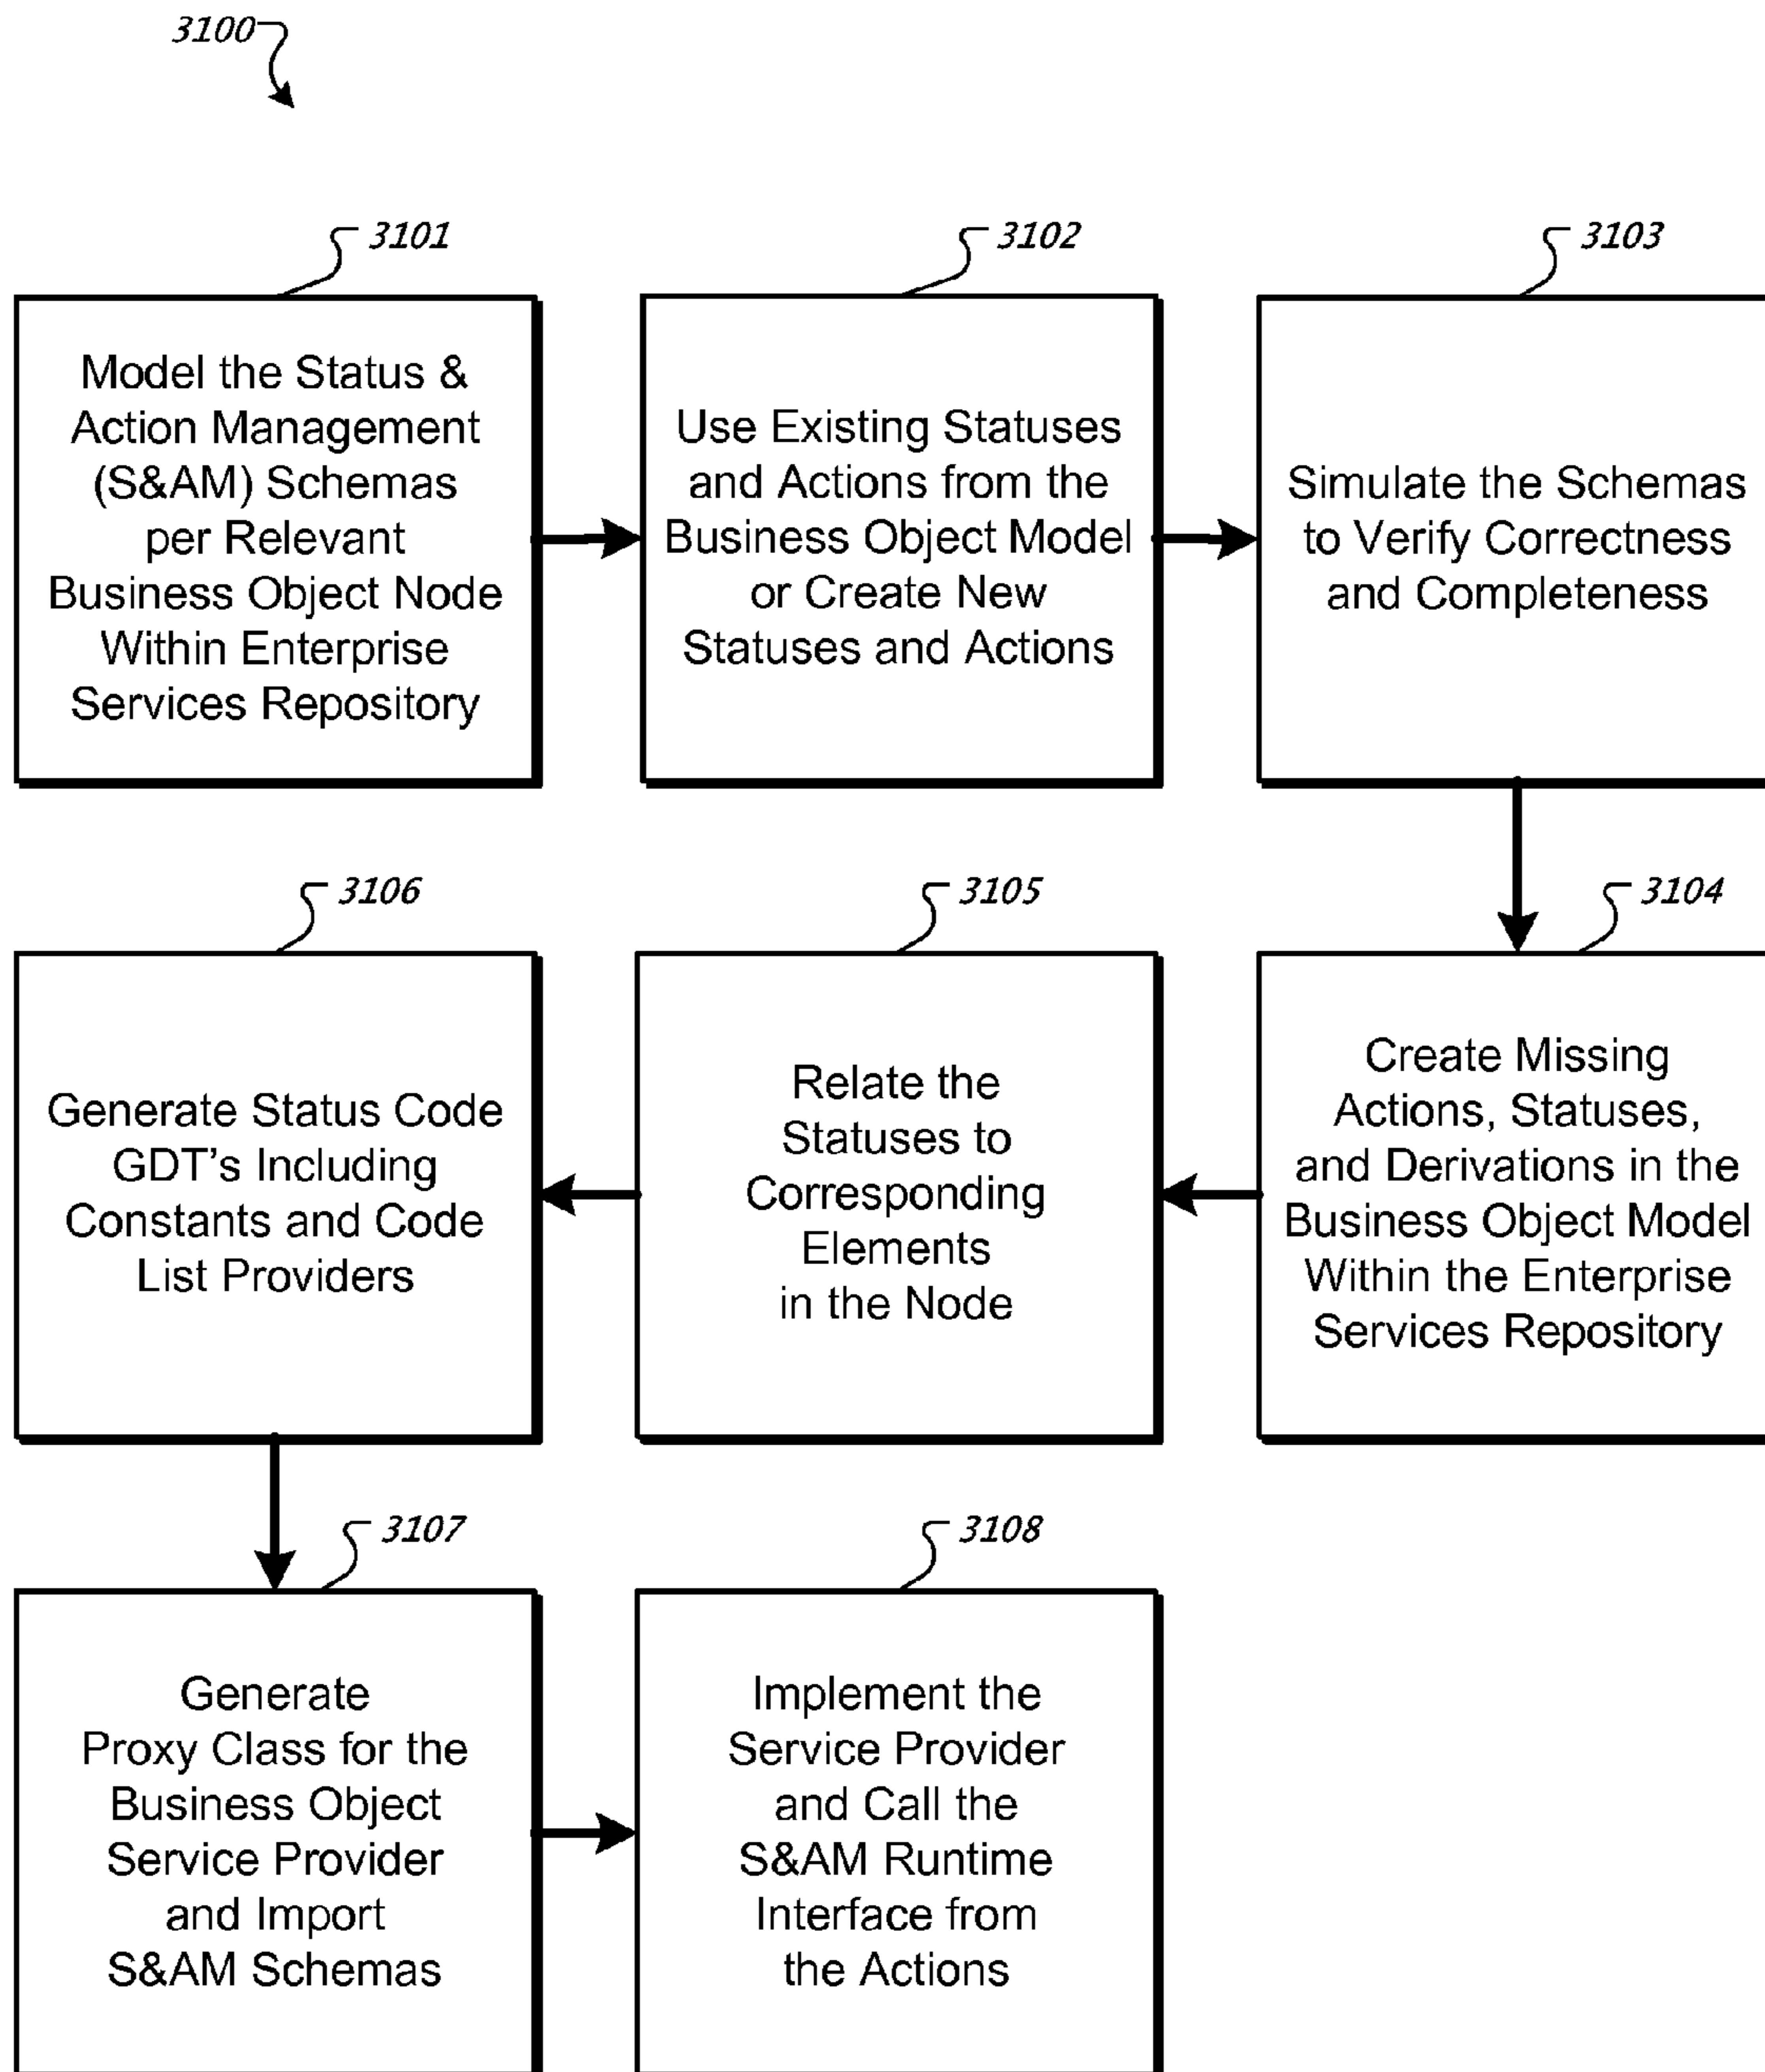 3100
3101
Model the Status &
Action Management
(S&AM) Schemas
per Relevant
Business Object Node
Within Enterprise
Services Repository
3102
Use Existing Statuses
and Actions from the
Business Object Model
or Create New
Statuses and Actions
3103
Simulate the Schemas
to Verify Correctness
and Completeness
3104
Create Missing
Actions, Statuses,
and Derivations in the
Business Object Model
Within the Enterprise
Services Repository
3105
Relate the
Statuses to
Corresponding
Elements
in the Node
3106
Generate Status Code
GDT's Including
Constants and Code
List Providers
3107
Generate
Proxy Class for the
Business Object
Service Provider
and Import
S&AM Schemas
3108
Implement the
Service Provider
and Call the
S&AM Runtime
Interface from
the Actions